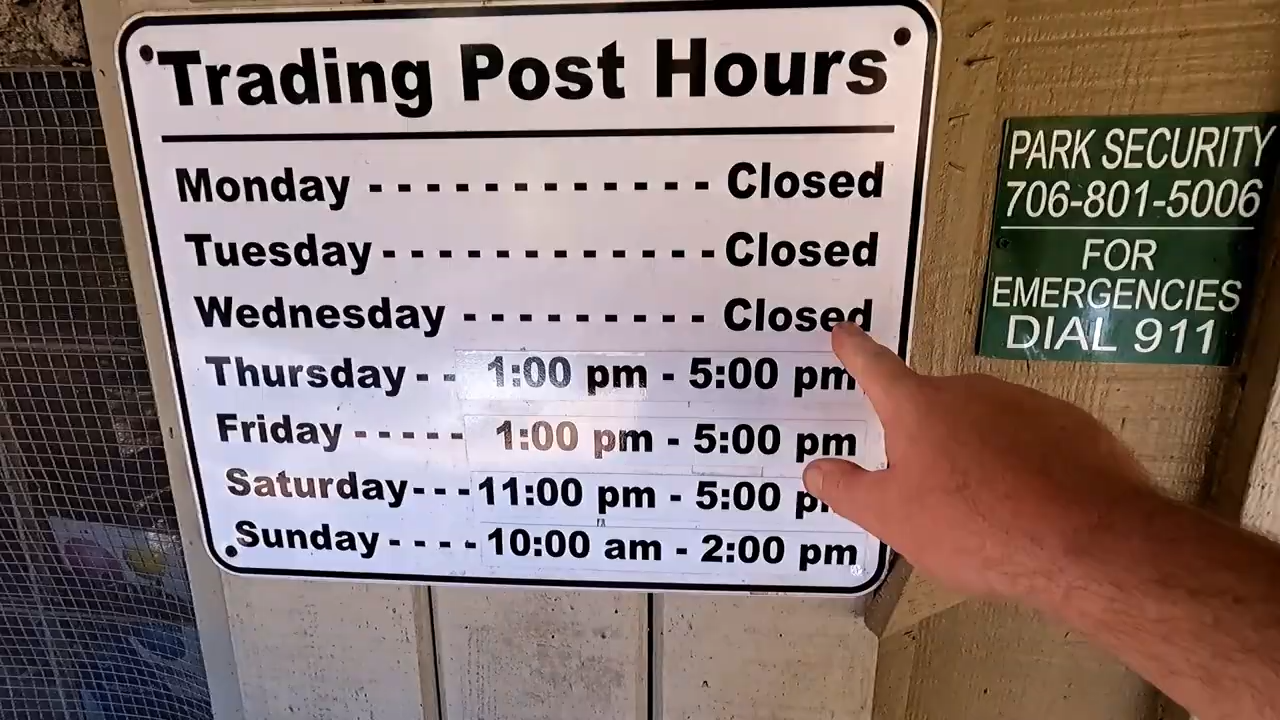 Trading Post Hours
Monday - - - - - - - - - - - - - Closed
Tuesday - - - - - - - - - - - - Closed
Wednesday - - - - - - - - - Closed
Thursday - - 1:00 pm - 5:00 pm
Friday - - - - - 1:00 pm - 5:00 pm
Saturday - - - 11:00 pm - 5:00
Sunday - - - - 10:00 am - 2:00 pm
PARK SECURITY
706-801-5006
FOR
EMERGENCIES
DIAL 911